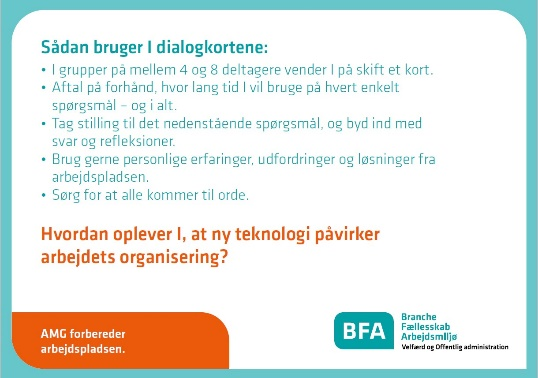 Sådan bruger I dialogkortene:
• I grupper på mellem 4 og 8 deltagere vender I på skift et kort.
• Aftal på forhånd, hvor lang tid I vil bruge på hvert enkelt
spørgsmål – og i alt.
• Tag stilling til det nedenstående spørgsmål, og byd ind med
svar og refleksioner.
• Brug gerne personlige erfaringer, udfordringer og løsninger fra
arbejdspladsen.
• Sørg for at alle kommer til orde.
Hvordan oplever I, at ny teknologi påvirker
arbejdets organisering?
AMG forbereder
arbejdspladsen.
BFA
Branche
Fællesskab
Arbejdsmiljø
Velfærd og Offentlig administration